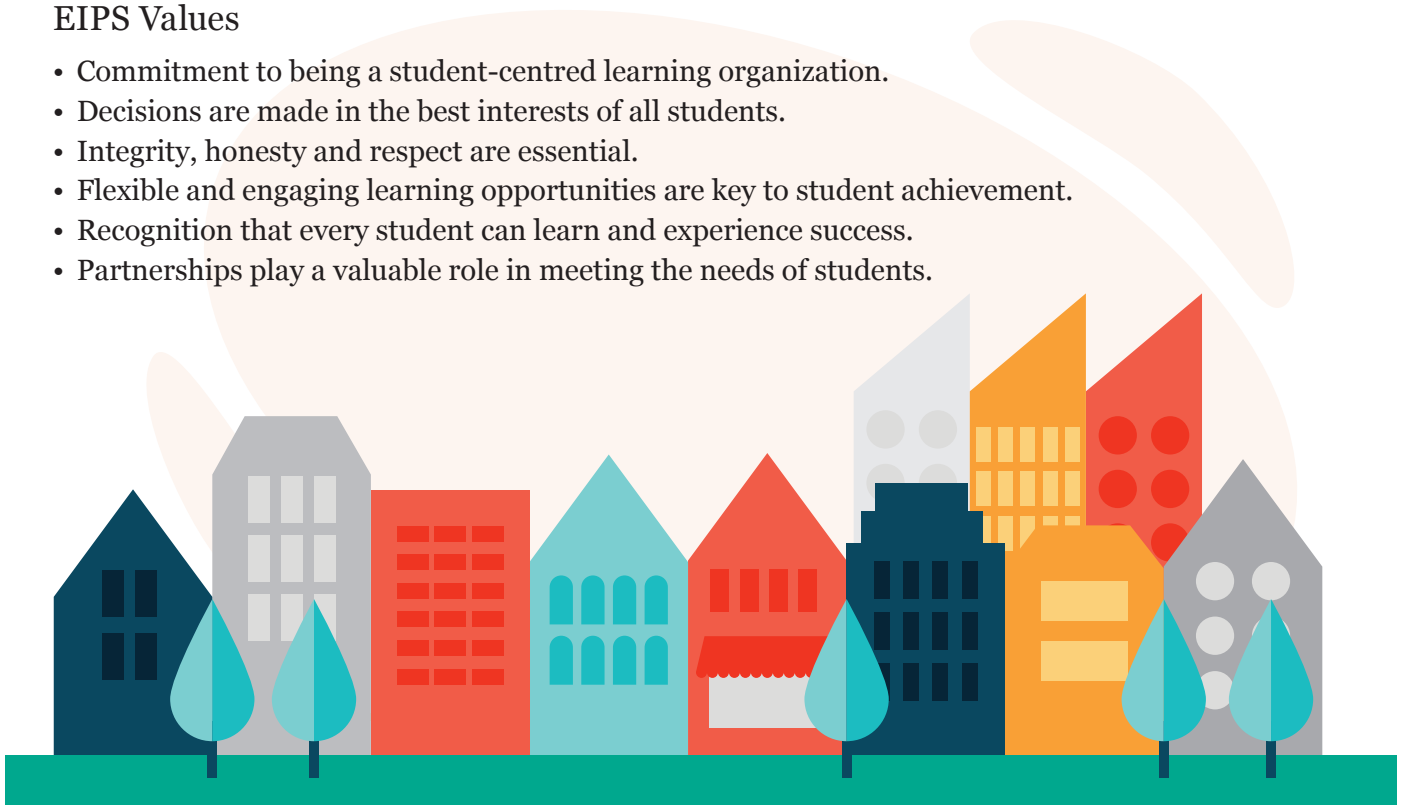 EIPS Values
• Commitment to being a student-centred learning organization.
• Decisions are made in the best interests of all students.
• Integrity, honesty and respect are essential.
• Flexible and engaging learning opportunities are key to student achievement.
• Recognition that every student can learn and experience success.
• Partnerships play a valuable role in meeting the needs of students.